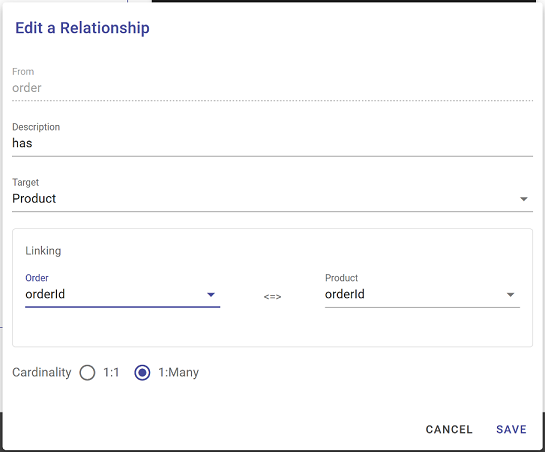 Edit a Relationship
From
order
Description
has
Target
Product
Linking
Order Product
orderId <=> orderId
Cardinality 1:1 1:Many
CANCEL SAVE